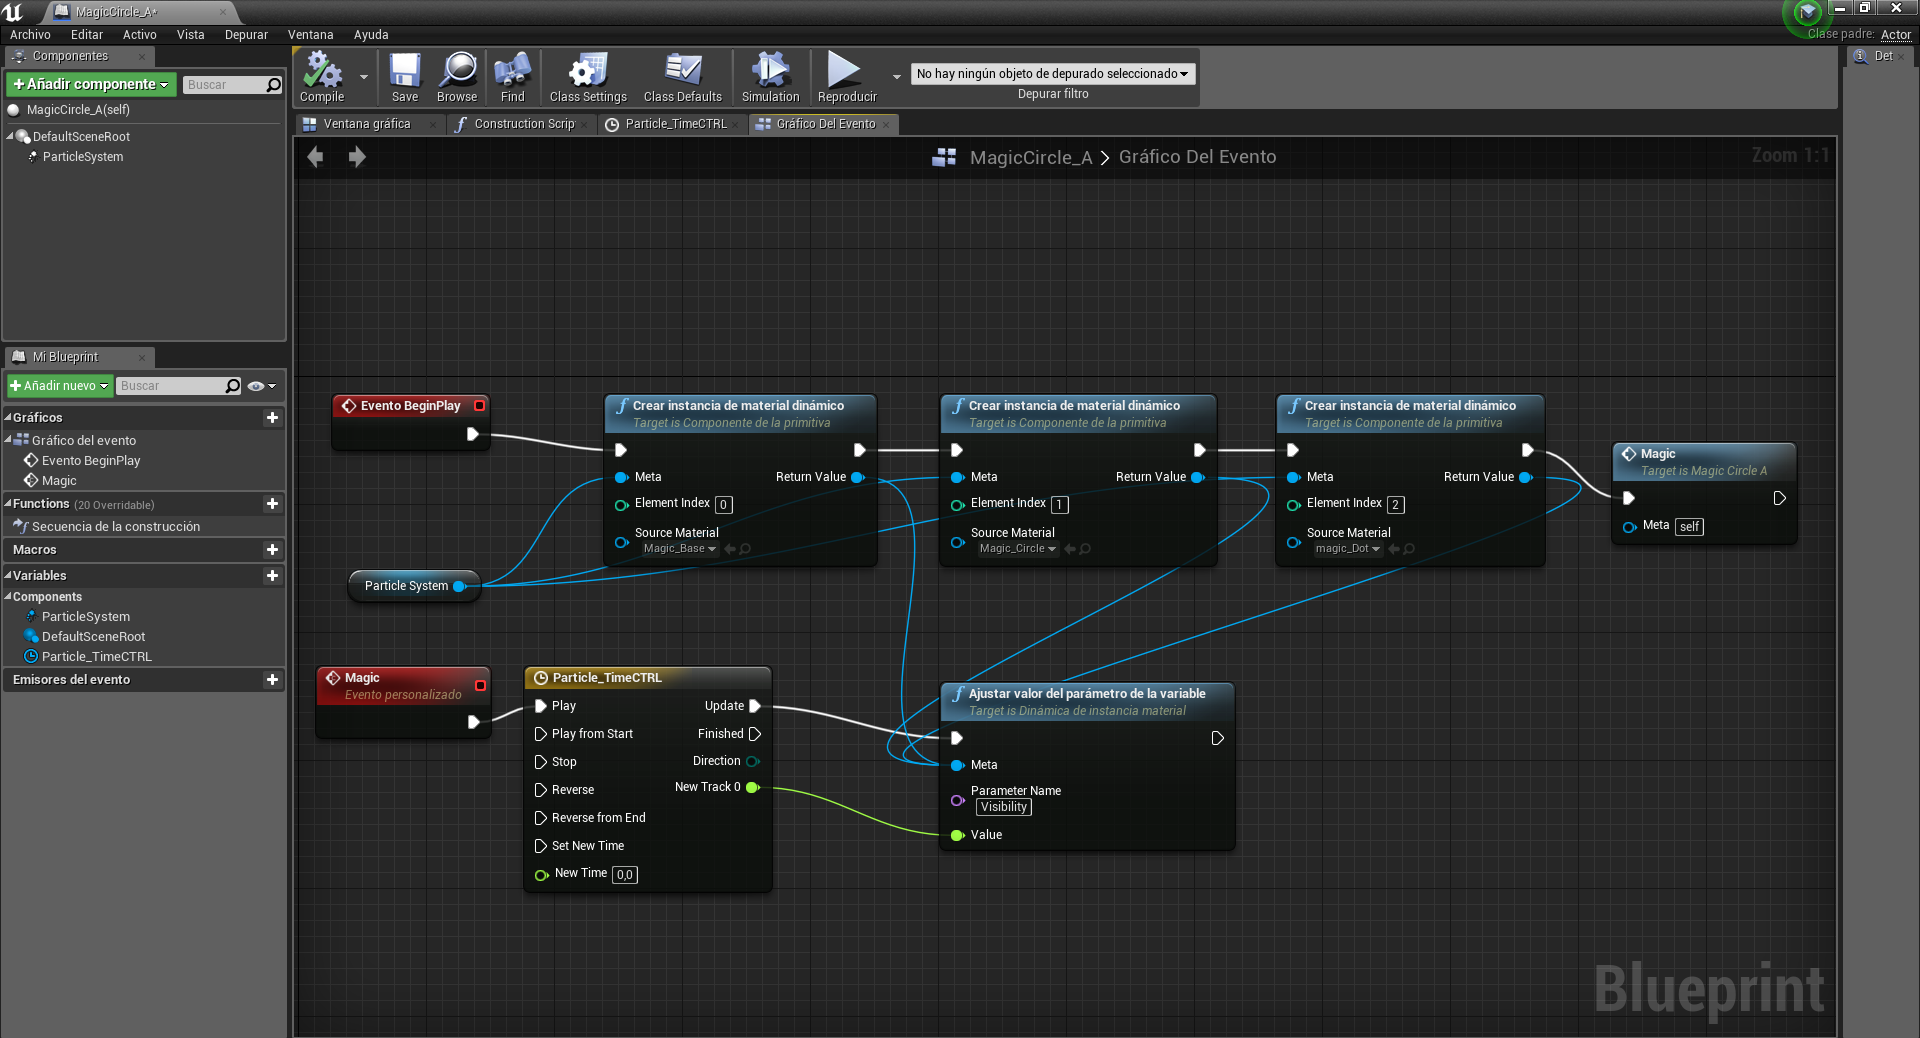 MagicCircle_A*
Archivo Editar Activo Vista Depurar Ventana Ayuda
Clase padre: Actor
Componentes
Añadir componente
Buscar
MagicCircle_A(self)
DefaultSceneRoot
ParticleSystem
Compile
Save
Browse
Find
Class Settings
Class Defaults
Simulation
Reproducir
No hay ningún objeto de depurado seleccionado
Depurar filtro
Det
Ventana gráfica
Construction Scrip
Particle_TimeCTRL
Gráfico Del Evento
MagicCircle_A > Gráfico Del Evento
Zoom 1:1
Mi Blueprint
Añadir nuevo
Buscar
Gráficos
Gráfico del evento
Evento BeginPlay
Magic
Functions (20 Overridable)
Secuencia de la construcción
Macros
Variables
Components
ParticleSystem
DefaultSceneRoot
Particle_TimeCTRL
Emisores del evento
Evento BeginPlay
Crear instancia de material dinámico
Target is Componente de la primitiva
Meta
Return Value
Element Index 0
Source Material
Magic_Base
Crear instancia de material dinámico
Target is Componente de la primitiva
Meta
Return Value
Element Index 1
Source Material
Magic_Circle
Crear instancia de material dinámico
Target is Componente de la primitiva
Meta
Return Value
Element Index 2
Source Material
magic_Dot
Magic
Target is Magic Circle A
Meta self
Particle System
Magic
Evento personalizado
Particle_TimeCTRL
Play
Update
Play from Start
Finished
Stop
Direction
Reverse
New Track 0
Reverse from End
Set New Time
New Time 0,0
Ajustar valor del parámetro de la variable
Target is Dinámica de instancia material
Meta
Parameter Name
Visibility
Value
Blueprint